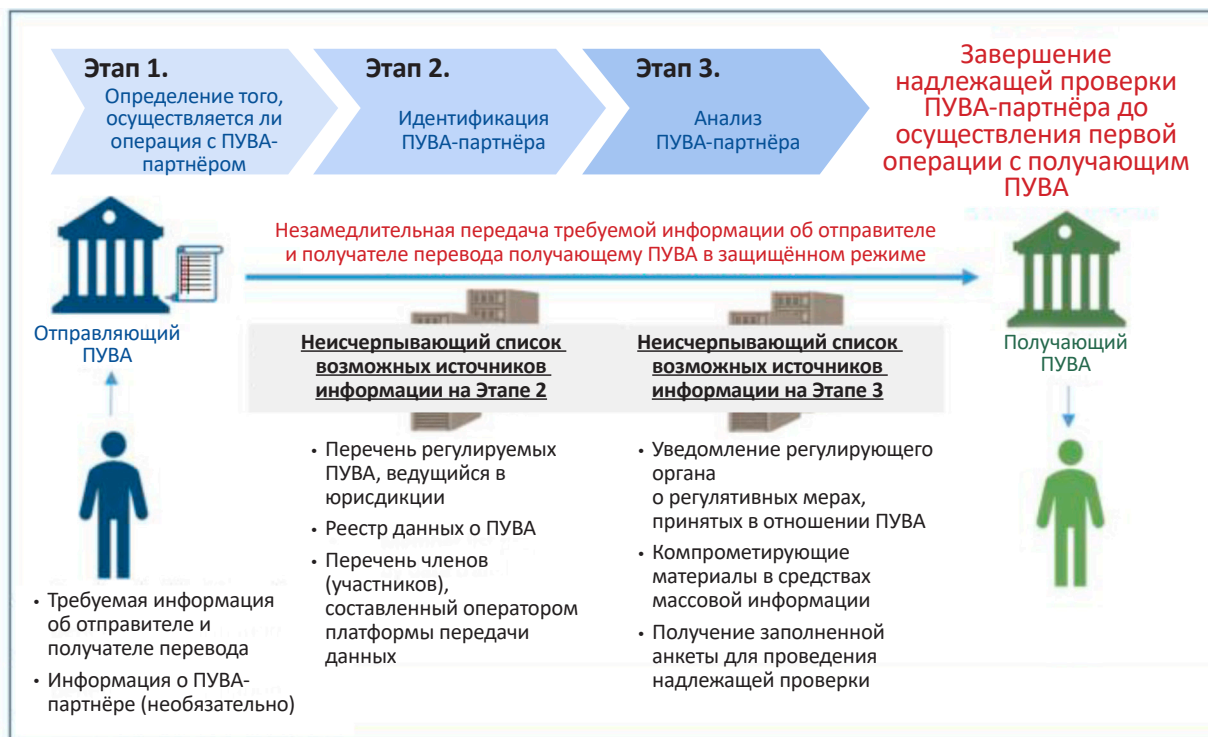 Этап 1.
Определение того,
осуществляется ли
операция с ПУВА-
партнёром
Этап 2.
Идентификация
ПУВА-партнёра
Этап 3.
Анализ
ПУВА-партнёра
Завершение
надлежащей проверки
ПУВА-партнёра до
осуществления первой
операции с получающим
ПУВА
Незамедлительная передача требуемой информации об отправителе
и получателе перевода получающему ПУВА в защищённом режиме
Отправляющий
ПУВА
Получающий
ПУВА
Неисчерпывающий список
возможных источников
информации на Этапе 2
Неисчерпывающий список
возможных источников
информации на Этапе 3
• Требуемая информация
об отправителе и
получателе перевода
• Информация о ПУВА-
партнёре (необязательно)
• Перечень регулируемых
ПУВА, ведущийся в
юрисдикции
• Реестр данных о ПУВА
• Перечень членов
(участников),
составленный оператором
платформы передачи
данных
• Уведомление регулирующего
органа
о регулятивных мерах,
принятых в отношении ПУВА
• Компрометирующие
материалы в средствах
массовой информации
• Получение заполненной
анкеты для проведения
надлежащей проверки